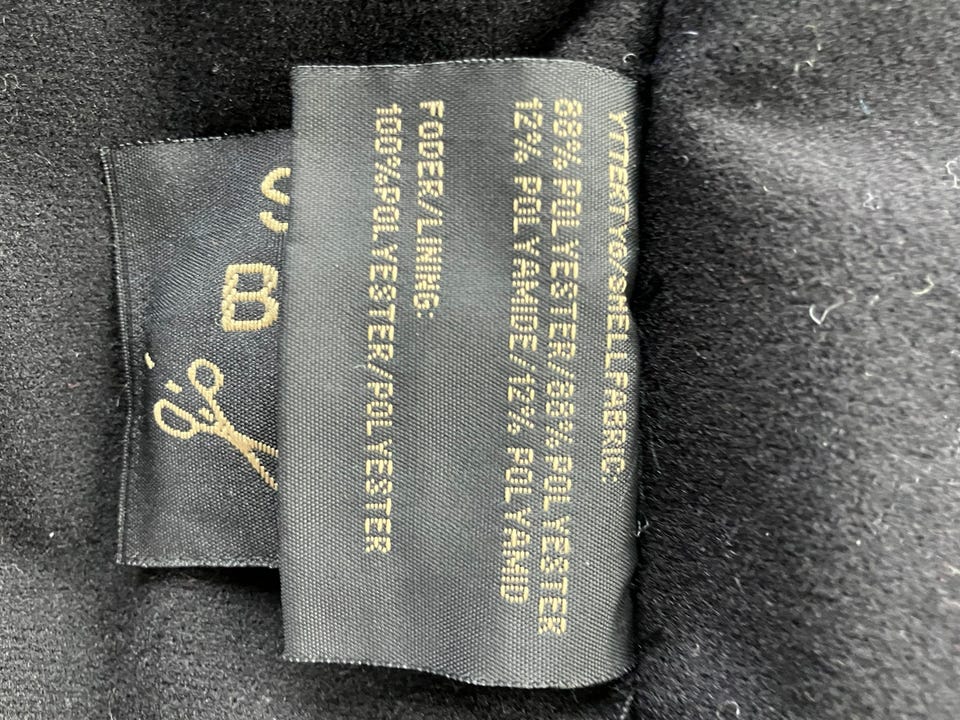 YTTERTYG/SHELLFABRIC:
88% POLYESTER/88% POLYESTER
12% POLYAMIDE/12% POLYAMID
FODER/LINING:
100%POLYESTER/POLYESTER
S
B